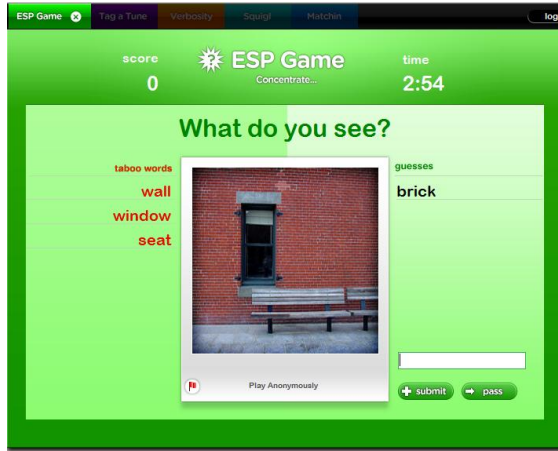 ESP Game
Tag a Tune
Verbosity
Squigl
Matchin
log
score
0
ESP Game
Concentrate...
time
2:54
What do you see?
taboo words
wall
window
seat
guesses
brick
Play Anonymously
submit
pass